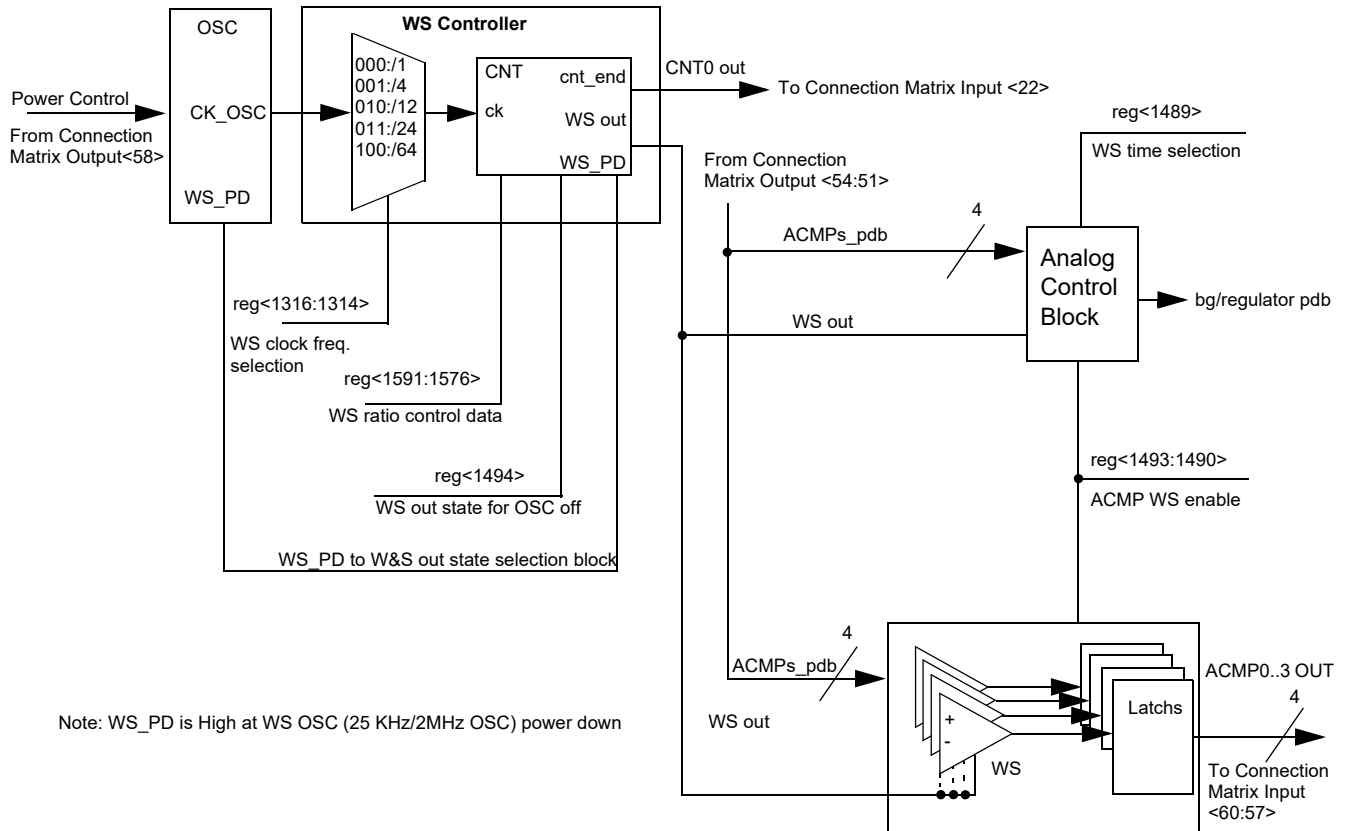 OSC
WS Controller
000:/1
001:/4
010:/12
011:/24
100:/64
CNT
cnt_end
ck
WS out
WS_PD
CNT0 out
To Connection Matrix Input <22>
Power Control
CK_OSC
From Connection
Matrix Output<58>
WS_PD
reg<1489>
WS time selection
From Connection
Matrix Output <54:51>
4
ACMPs_pdb
Analog
Control
Block
bg/regulator pdb
WS out
reg<1316:1314>
WS clock freq.
selection
reg<1591:1576>
WS ratio control data
reg<1494>
WS out state for OSC off
WS_PD to W&S out state selection block
reg<1493:1490>
ACMP WS enable
4
ACMPs_pdb
WS out
+
-
WS
Latchs
ACMP0..3 OUT
4
To Connection
Matrix Input
<60:57>
Note: WS_PD is High at WS OSC (25 KHz/2MHz OSC) power down